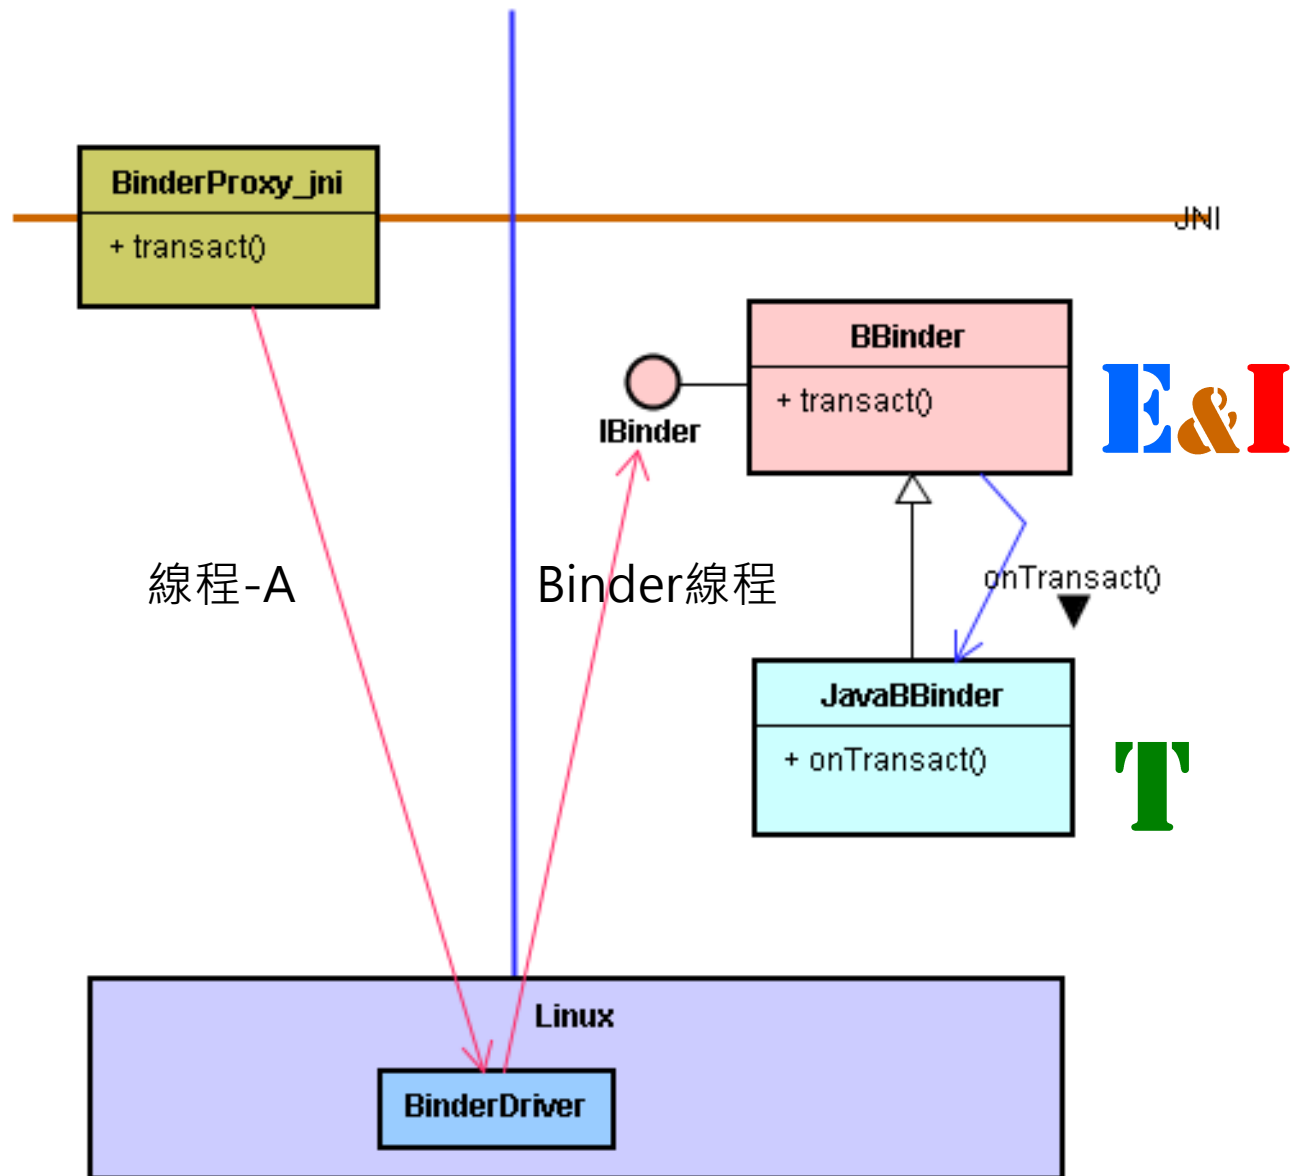 BinderProxy_jni
+ transact()
JNI
BBinder
+ transact()
E&I
IBinder
線程-A
Binder線程
onTransact()
JavaBBinder
+ onTransact()
T
Linux
BinderDriver